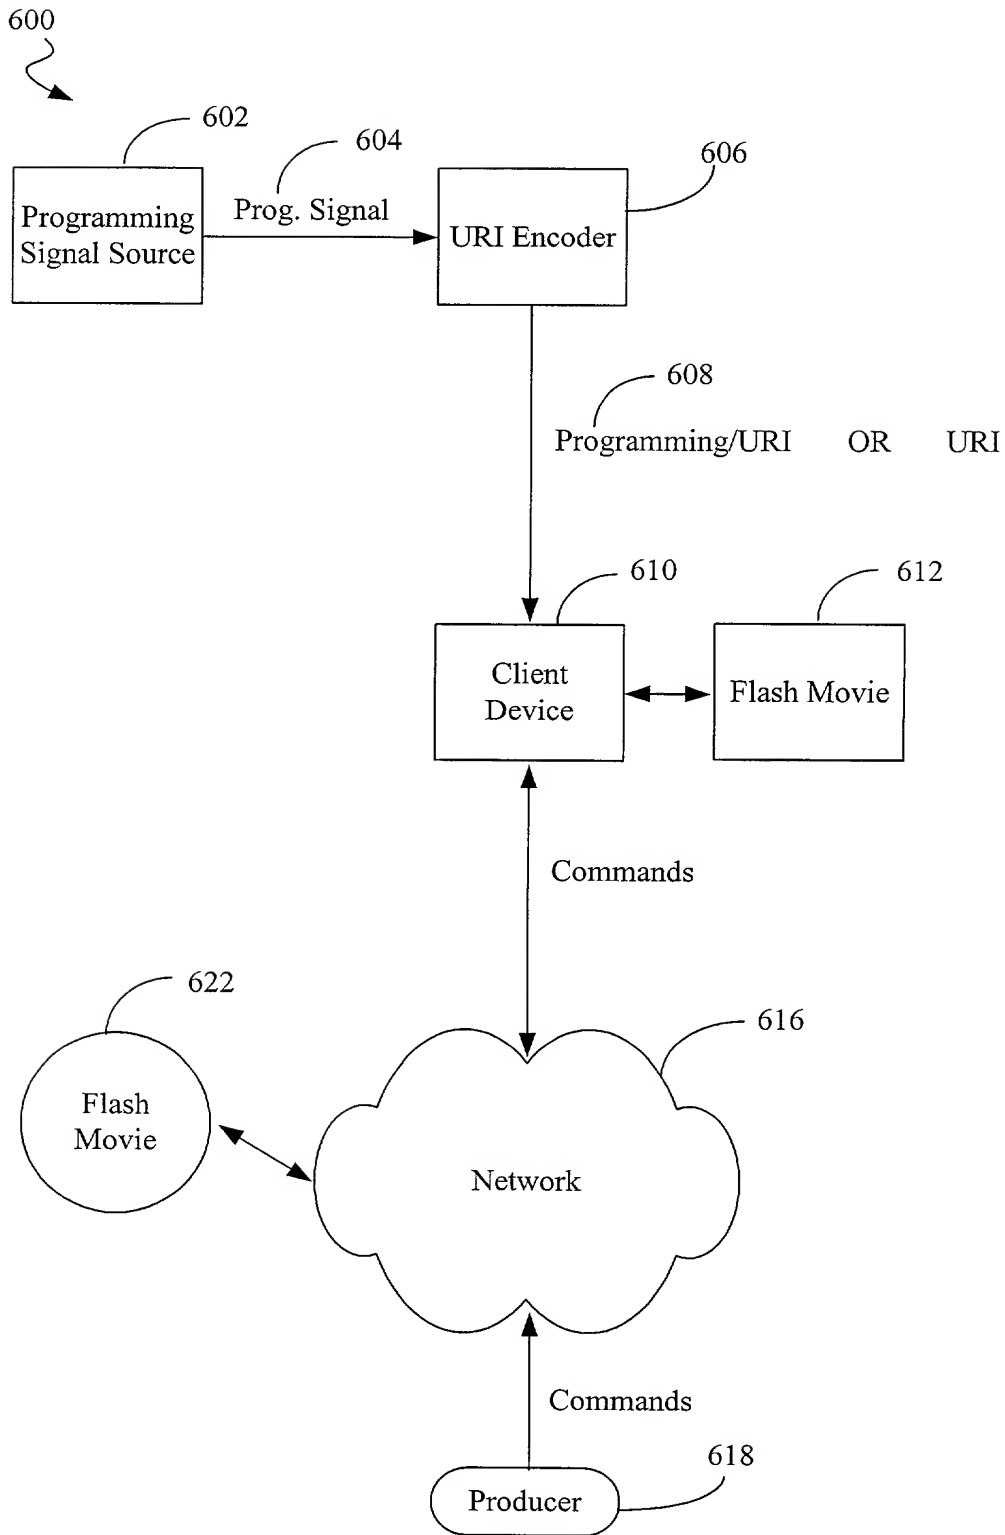 600
602
604
606
Programming
Signal Source
Prog. Signal
URI Encoder
608
Programming/URI OR URI
610
612
Client
Device
Flash Movie
Commands
622
616
Flash
Movie
Network
Commands
618
Producer